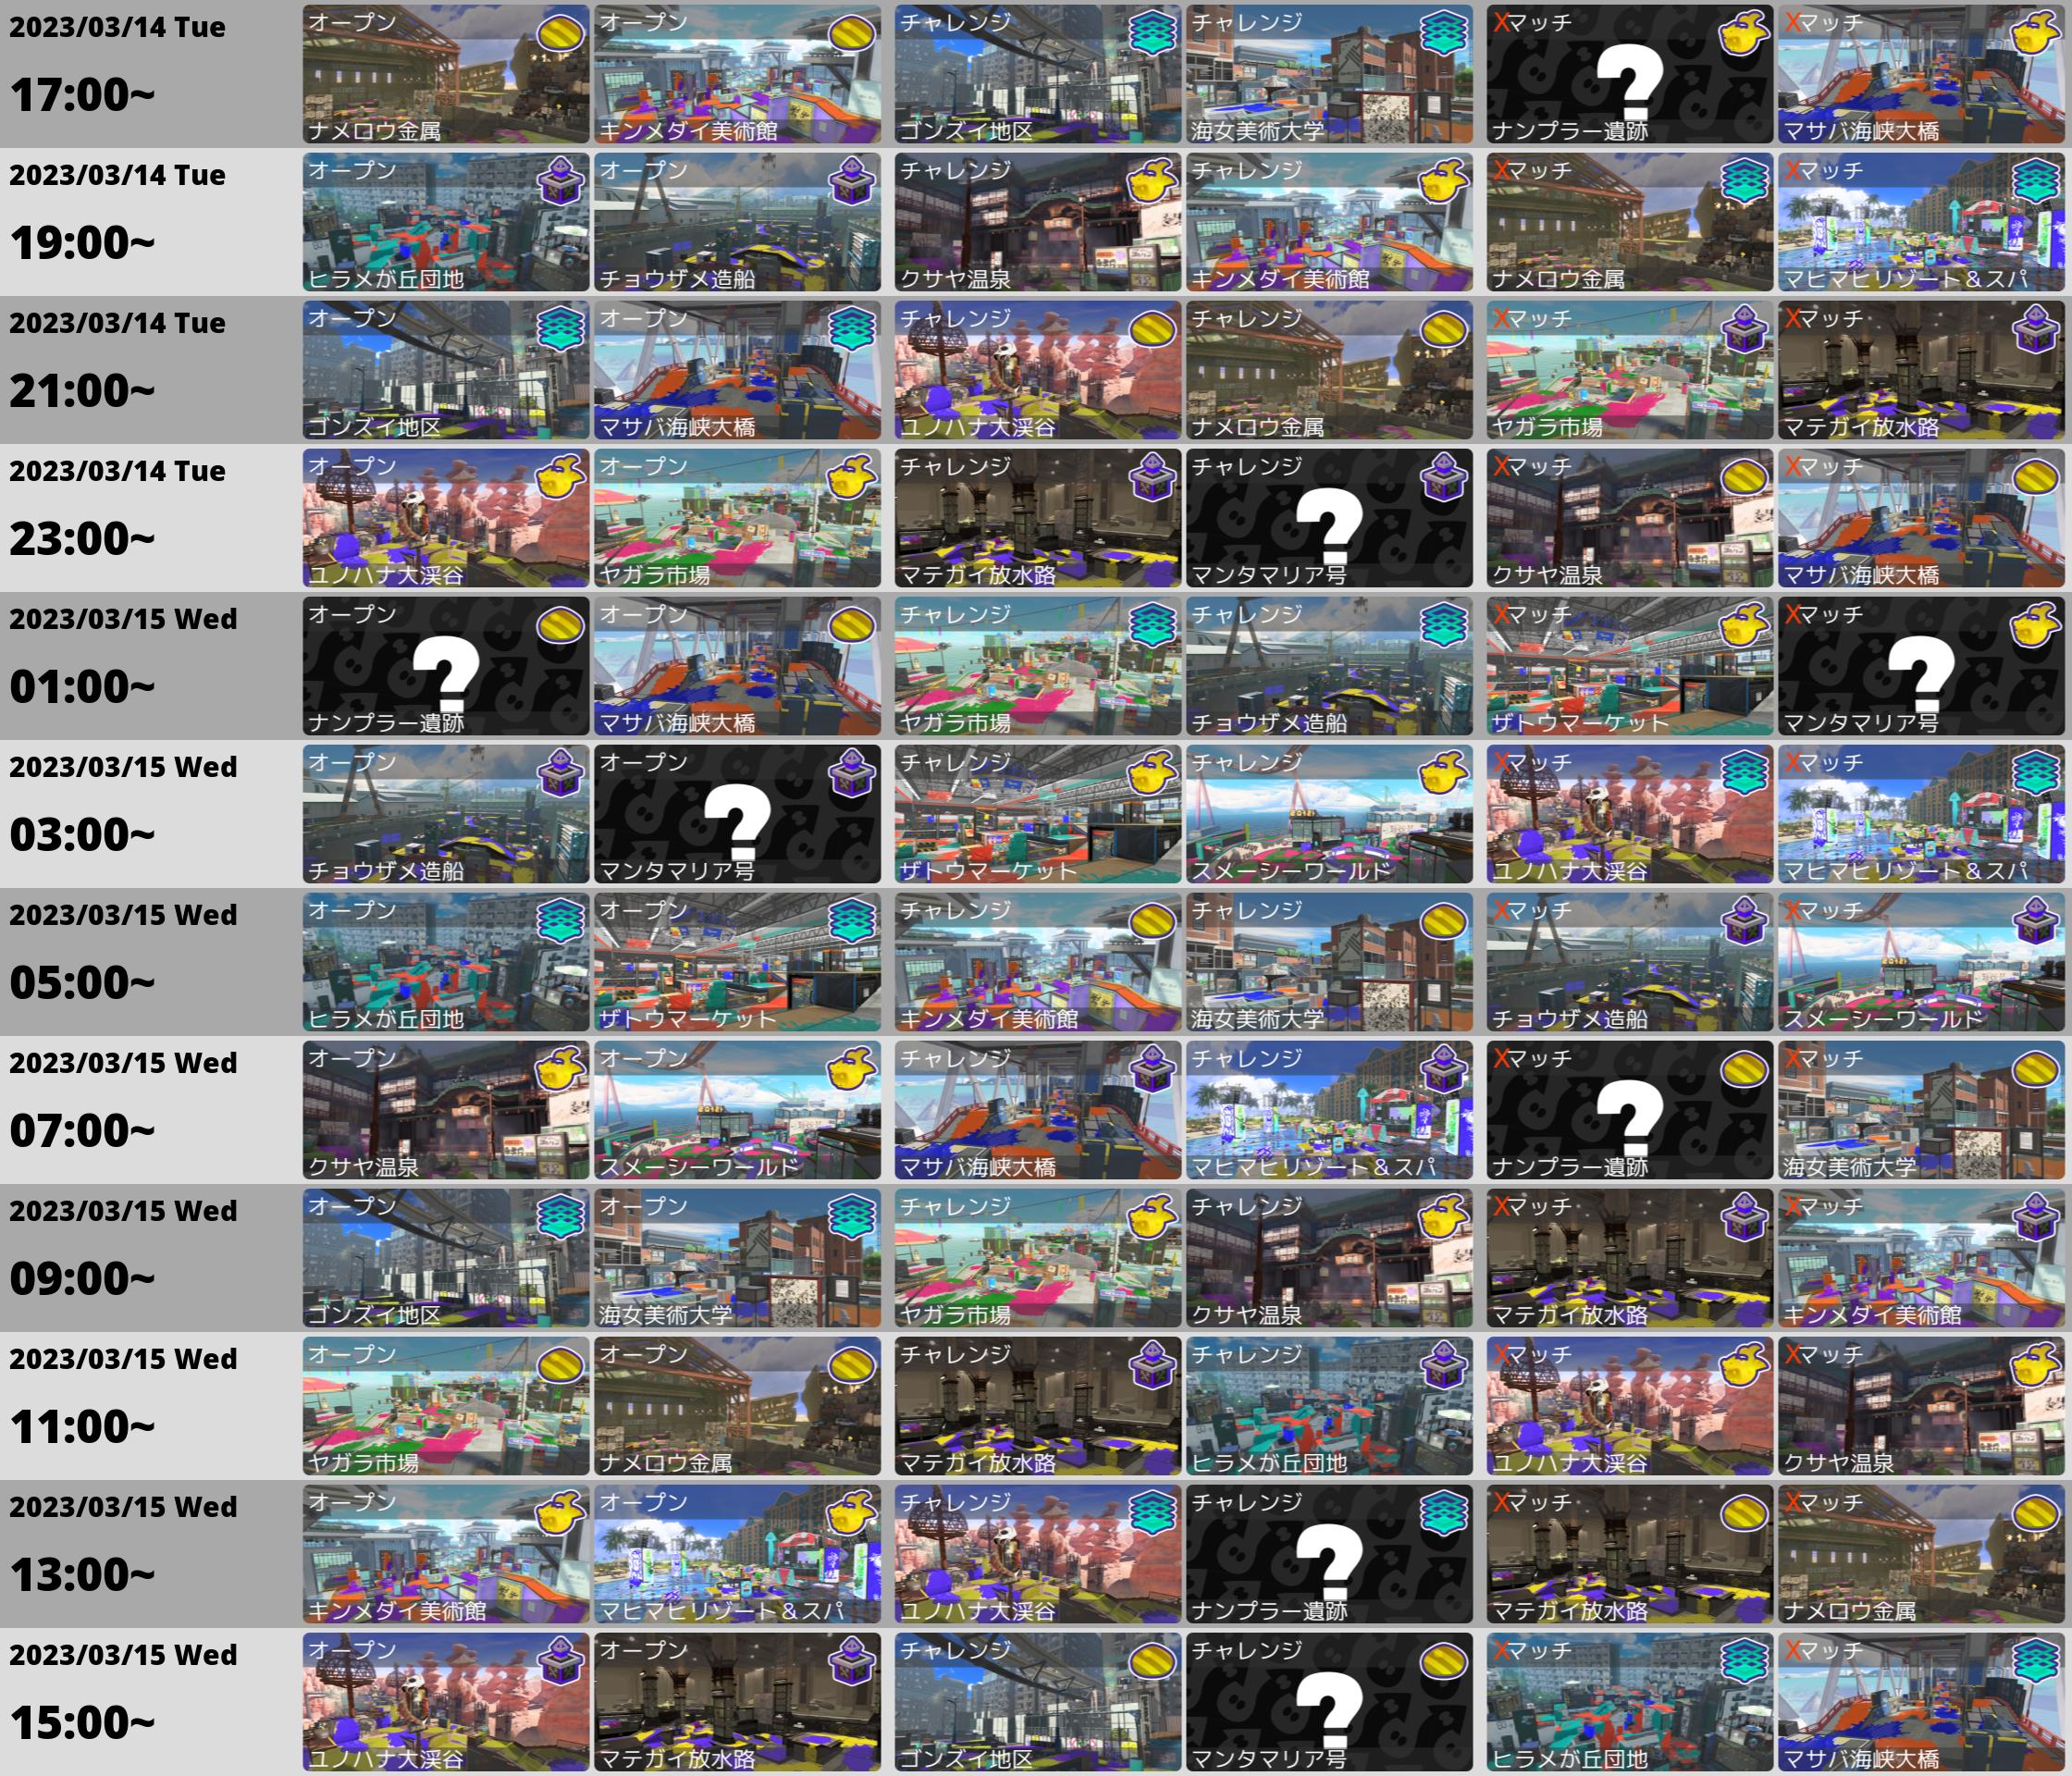 2023/03/14 Tue
17:00~
オープン オープン チャレンジ チャレンジ Xマッチ Xマッチ
ナメロウ金属 キンメダイ美術館 ゴンズイ地区 海女美術大学 ナンプラー遺跡 マサバ海峡大橋
2023/03/14 Tue
19:00~
オープン オープン チャレンジ チャレンジ Xマッチ Xマッチ
ヒラメが丘団地 チョウザメ造船 クサヤ温泉 キンメダイ美術館 ナメロウ金属 マヒマヒリゾート＆スパ
2023/03/14 Tue
21:00~
オープン オープン チャレンジ チャレンジ Xマッチ Xマッチ
ゴンズイ地区 マサバ海峡大橋 ユノハナ大渓谷 ナメロウ金属 ヤガラ市場 マテガイ放水路
2023/03/14 Tue
23:00~
オープン オープン チャレンジ チャレンジ Xマッチ Xマッチ
ユノハナ大渓谷 ヤガラ市場 マテガイ放水路 マンタマリア号 クサヤ温泉 マサバ海峡大橋
2023/03/15 Wed
01:00~
オープン オープン チャレンジ チャレンジ Xマッチ Xマッチ
ナンプラー遺跡 マサバ海峡大橋 ヤガラ市場 チョウザメ造船 ザトウマーケット マンタマリア号
2023/03/15 Wed
03:00~
オープン オープン チャレンジ チャレンジ Xマッチ Xマッチ
チョウザメ造船 マンタマリア号 ザトウマーケット スメーシーワールド ユノハナ大渓谷 マヒマヒリゾート＆スパ
2023/03/15 Wed
05:00~
オープン オープン チャレンジ チャレンジ Xマッチ Xマッチ
ヒラメが丘団地 ザトウマーケット キンメダイ美術館 海女美術大学 チョウザメ造船 スメーシーワールド
2023/03/15 Wed
07:00~
オープン オープン チャレンジ チャレンジ Xマッチ Xマッチ
クサヤ温泉 スメーシーワールド マサバ海峡大橋 マヒマヒリゾート＆スパ ナンプラー遺跡 海女美術大学
2023/03/15 Wed
09:00~
オープン オープン チャレンジ チャレンジ Xマッチ Xマッチ
ゴンズイ地区 海女美術大学 ヤガラ市場 クサヤ温泉 マテガイ放水路 キンメダイ美術館
2023/03/15 Wed
11:00~
オープン オープン チャレンジ チャレンジ Xマッチ Xマッチ
ヤガラ市場 ナメロウ金属 マテガイ放水路 ヒラメが丘団地 ユノハナ大渓谷 クサヤ温泉
2023/03/15 Wed
13:00~
オープン オープン チャレンジ チャレンジ Xマッチ Xマッチ
キンメダイ美術館 マヒマヒリゾート＆スパ ユノハナ大渓谷 ナンプラー遺跡 マテガイ放水路 ナメロウ金属
2023/03/15 Wed
15:00~
オープン オープン チャレンジ チャレンジ Xマッチ Xマッチ
ユノハナ大渓谷 マテガイ放水路 ゴンズイ地区 マンタマリア号 ヒラメが丘団地 マサバ海峡大橋